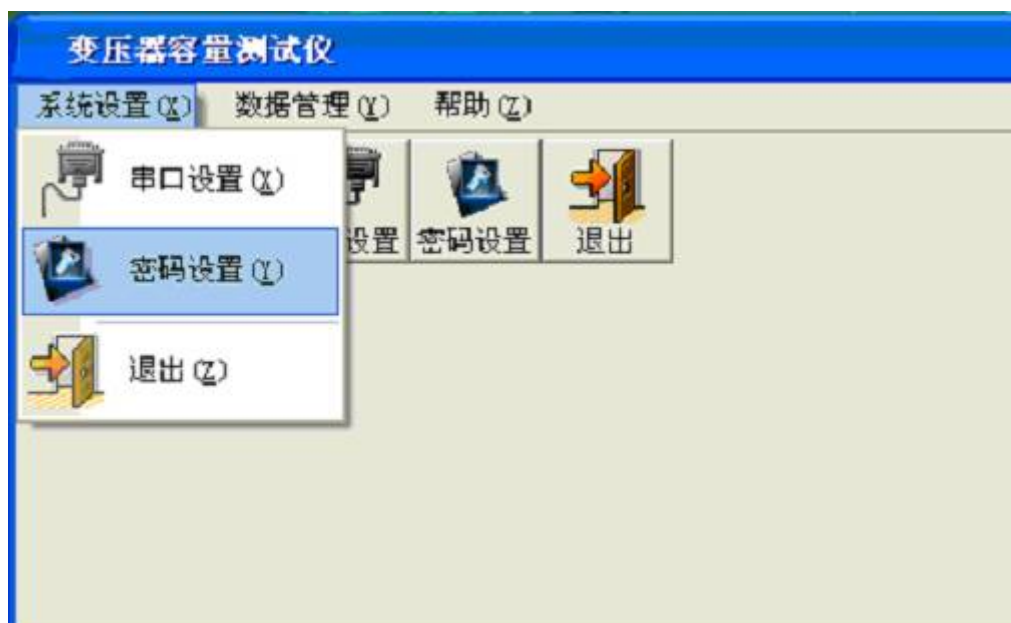 变压器容量测试仪
系统设置(X) 数据管理(Y) 帮助(Z)
串口设置(X)
设置 密码设置 退出
密码设置(Y)
退出(Z)